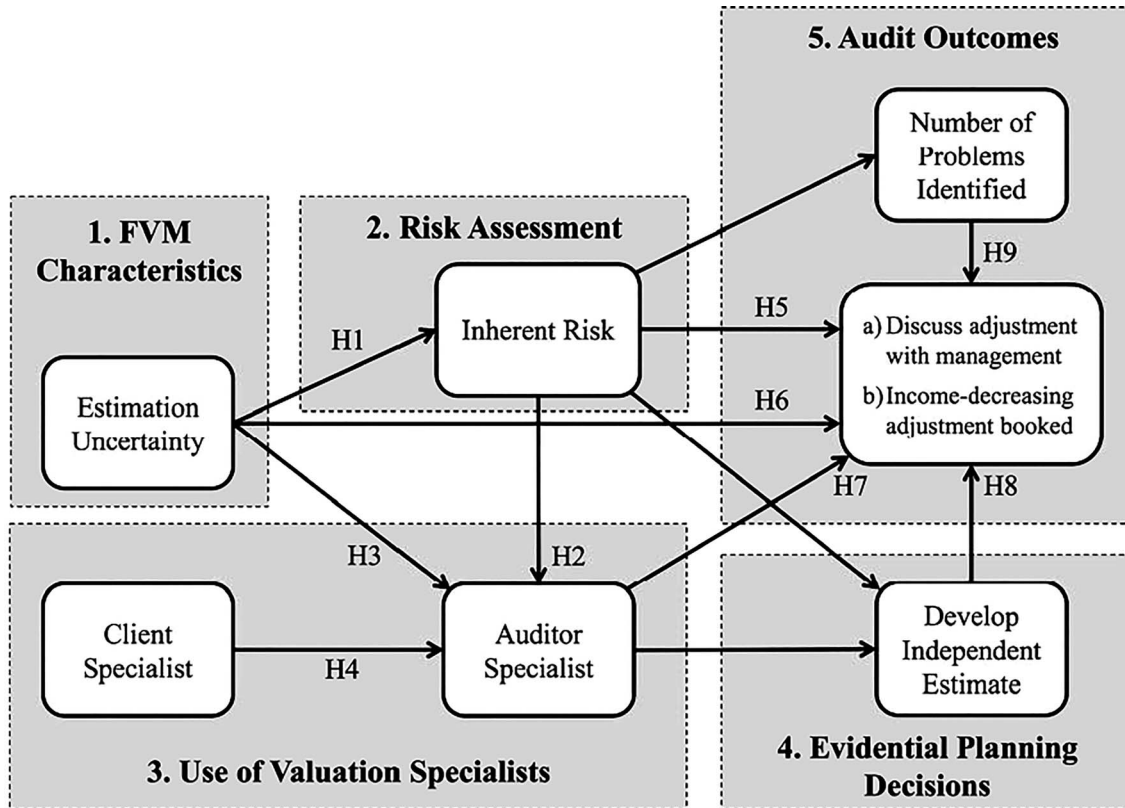 5. Audit Outcomes
Number of
Problems
Identified
1. FVM
Characteristics
2. Risk Assessment
H9
Inherent Risk
H5
a) Discuss adjustment
with management
b) Income-decreasing
adjustment booked
H1
Estimation
Uncertainty
H6
H7
H8
H3
H2
Client
Specialist
H4
Auditor
Specialist
Develop
Independent
Estimate
3. Use of Valuation Specialists
4. Evidential Planning
Decisions